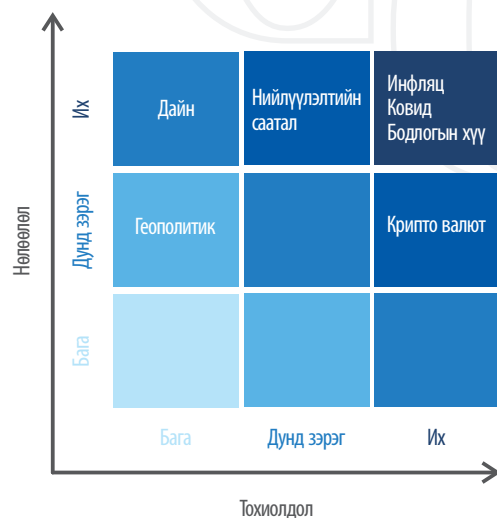 Нөлөөлөл
Их
Дайн
Нийлүүлэлтийн
саатал
Инфляц
Ковид
Бодлогын хүү
Дунд зэрэг
Геополитик
Крипто валют
Бага
Бага
Дунд зэрэг
Их
Тохиолдол